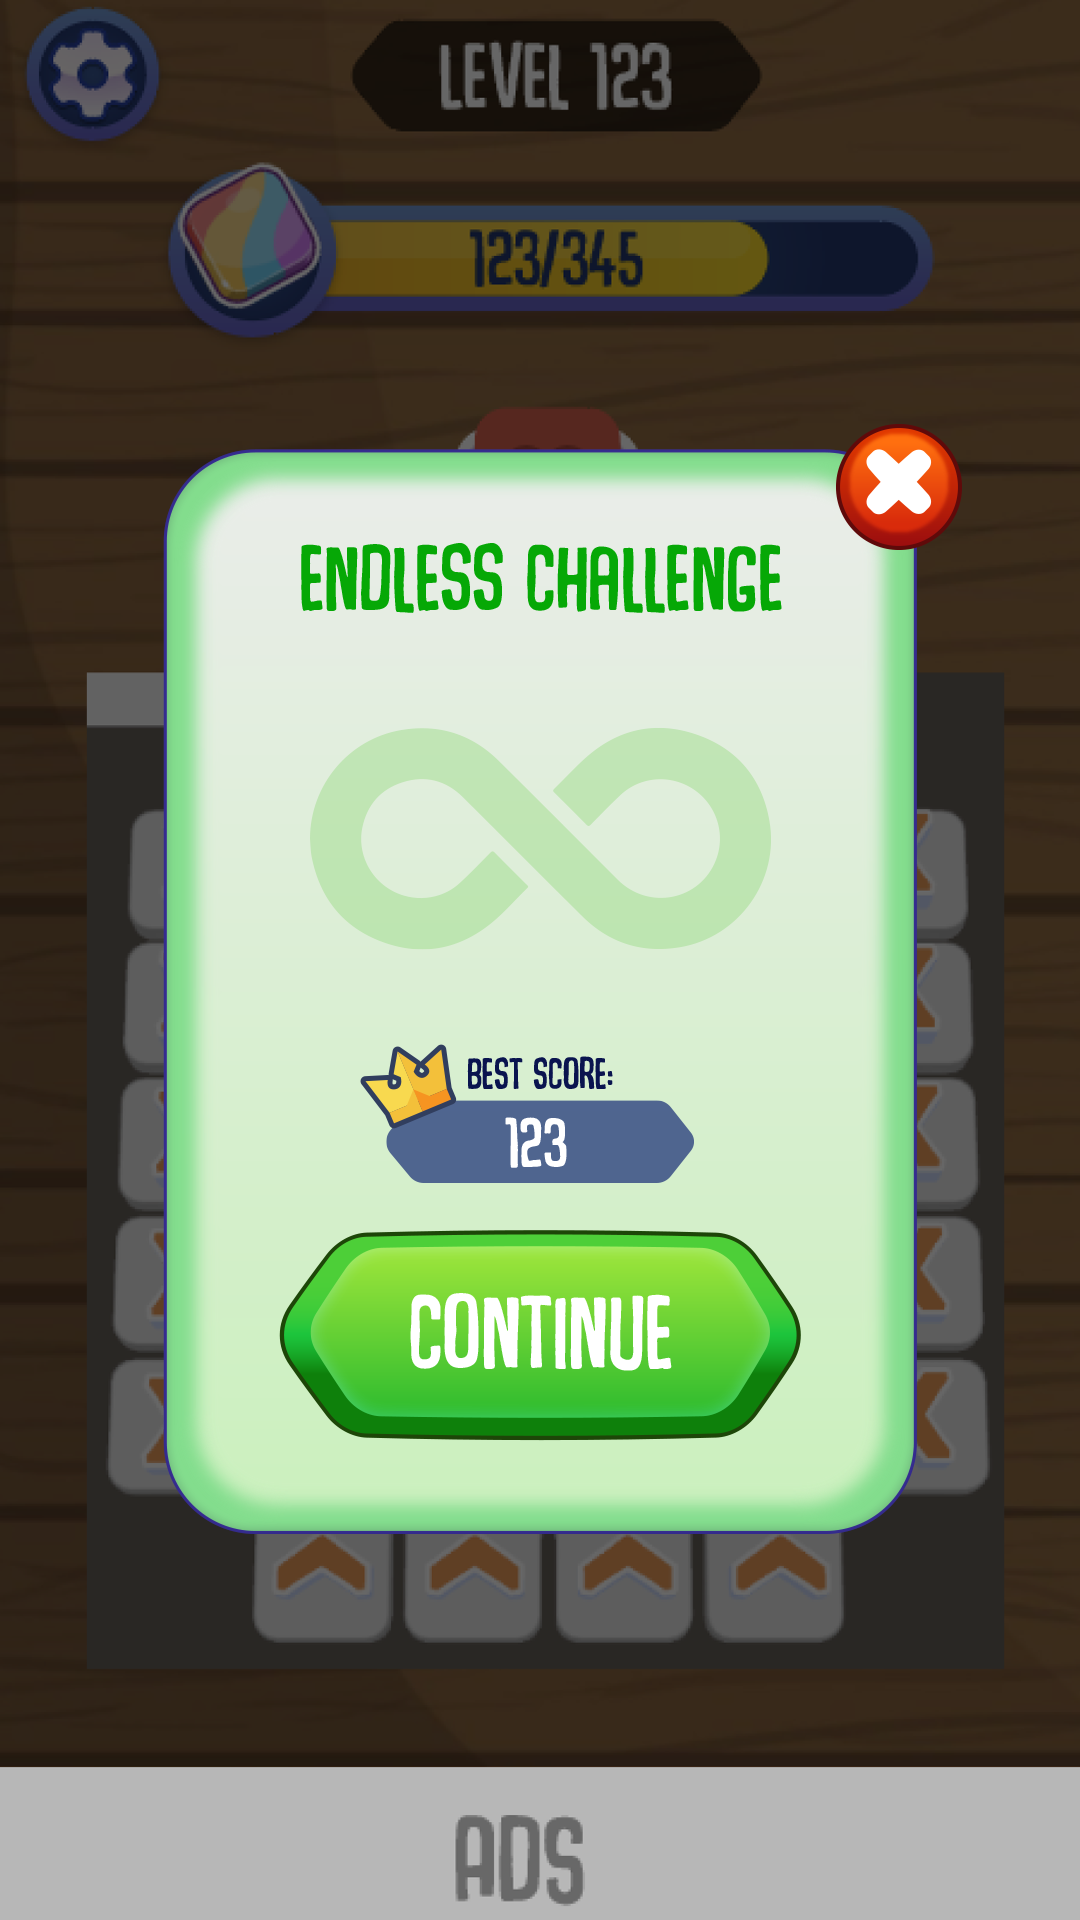 LEVEL 123
123/345
ENDLESS CHALLENGE
BEST SCORE:
123
CONTINUE
ADS